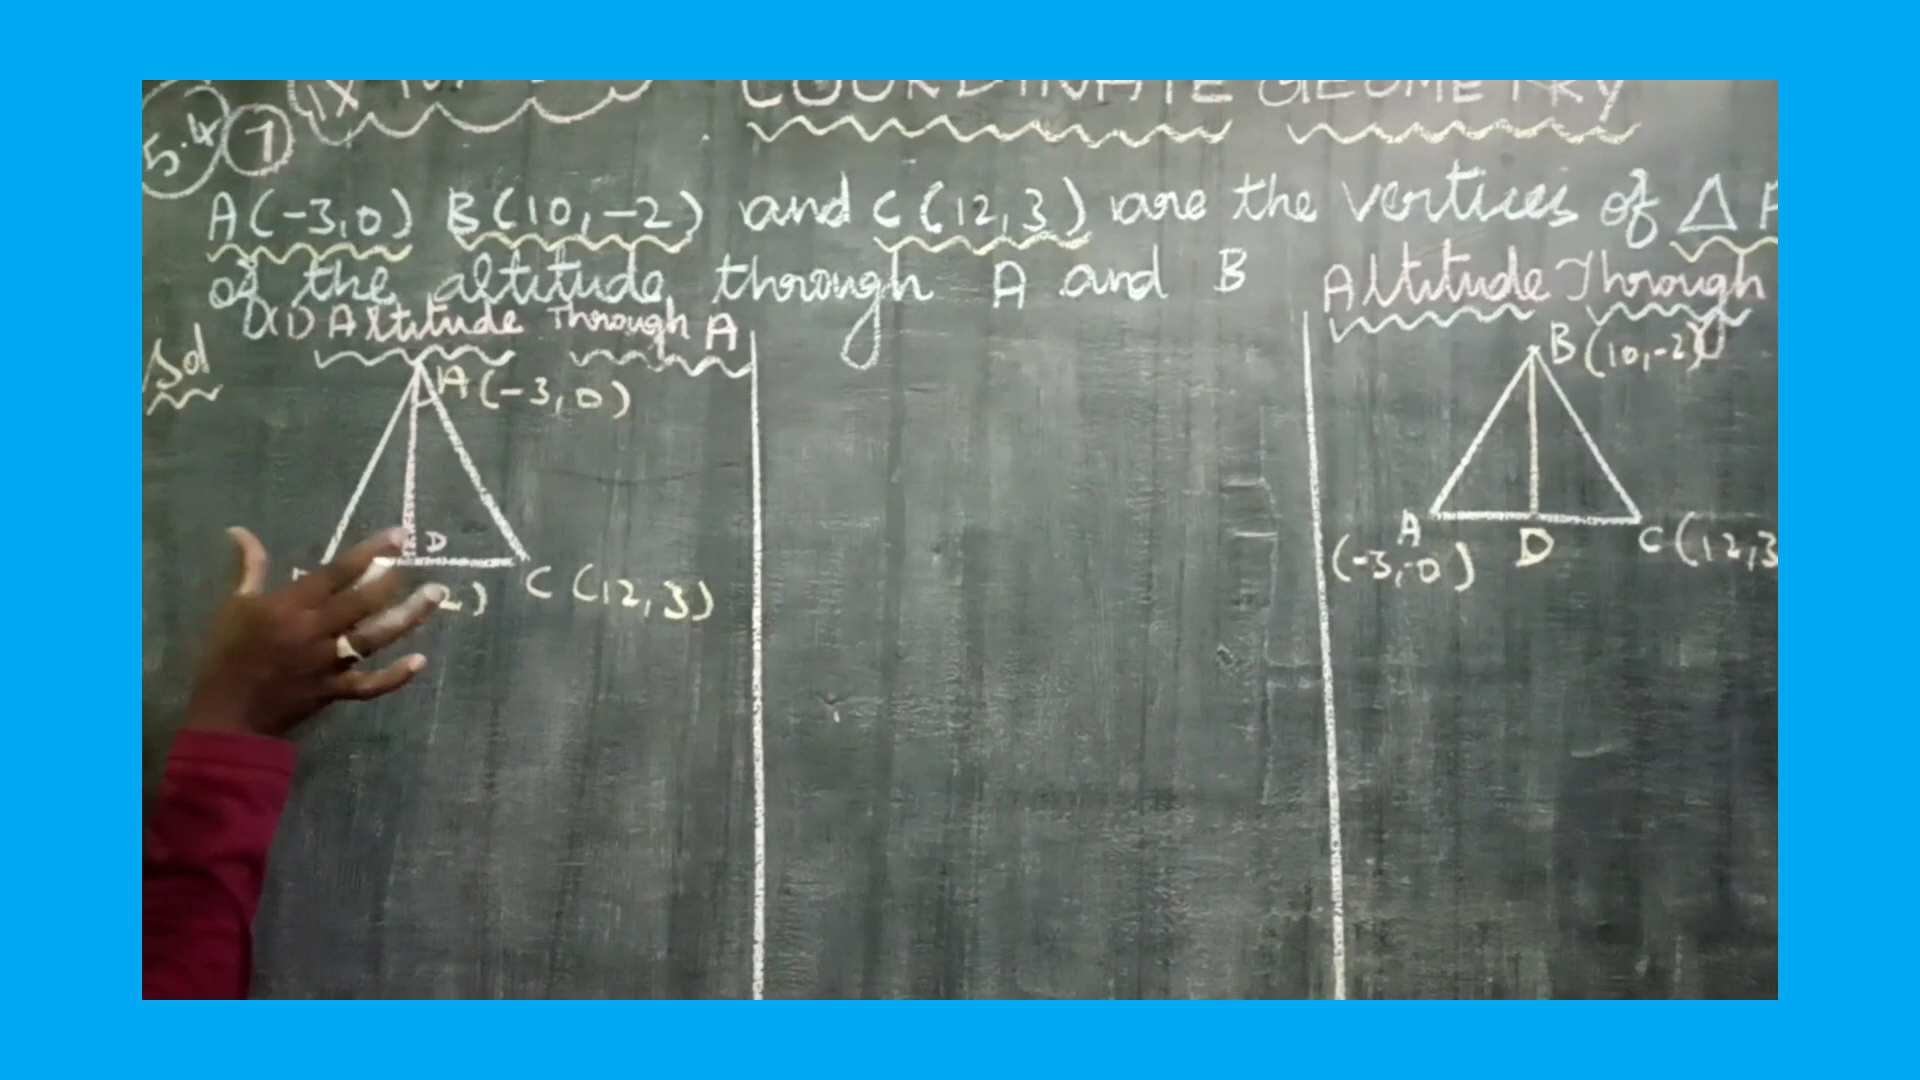 COORDINATE GEOMETRY
5.4 7
A(-3,0) B(10,-2) and C(12,3) are the vertices of Δ
of the altitude through A and B
Altitude Through A
Sol
A(-3,0)
D
2)
C(12,3)
Altitude Through
B(10,-2)
A
(-3,0)
D
C(12,3